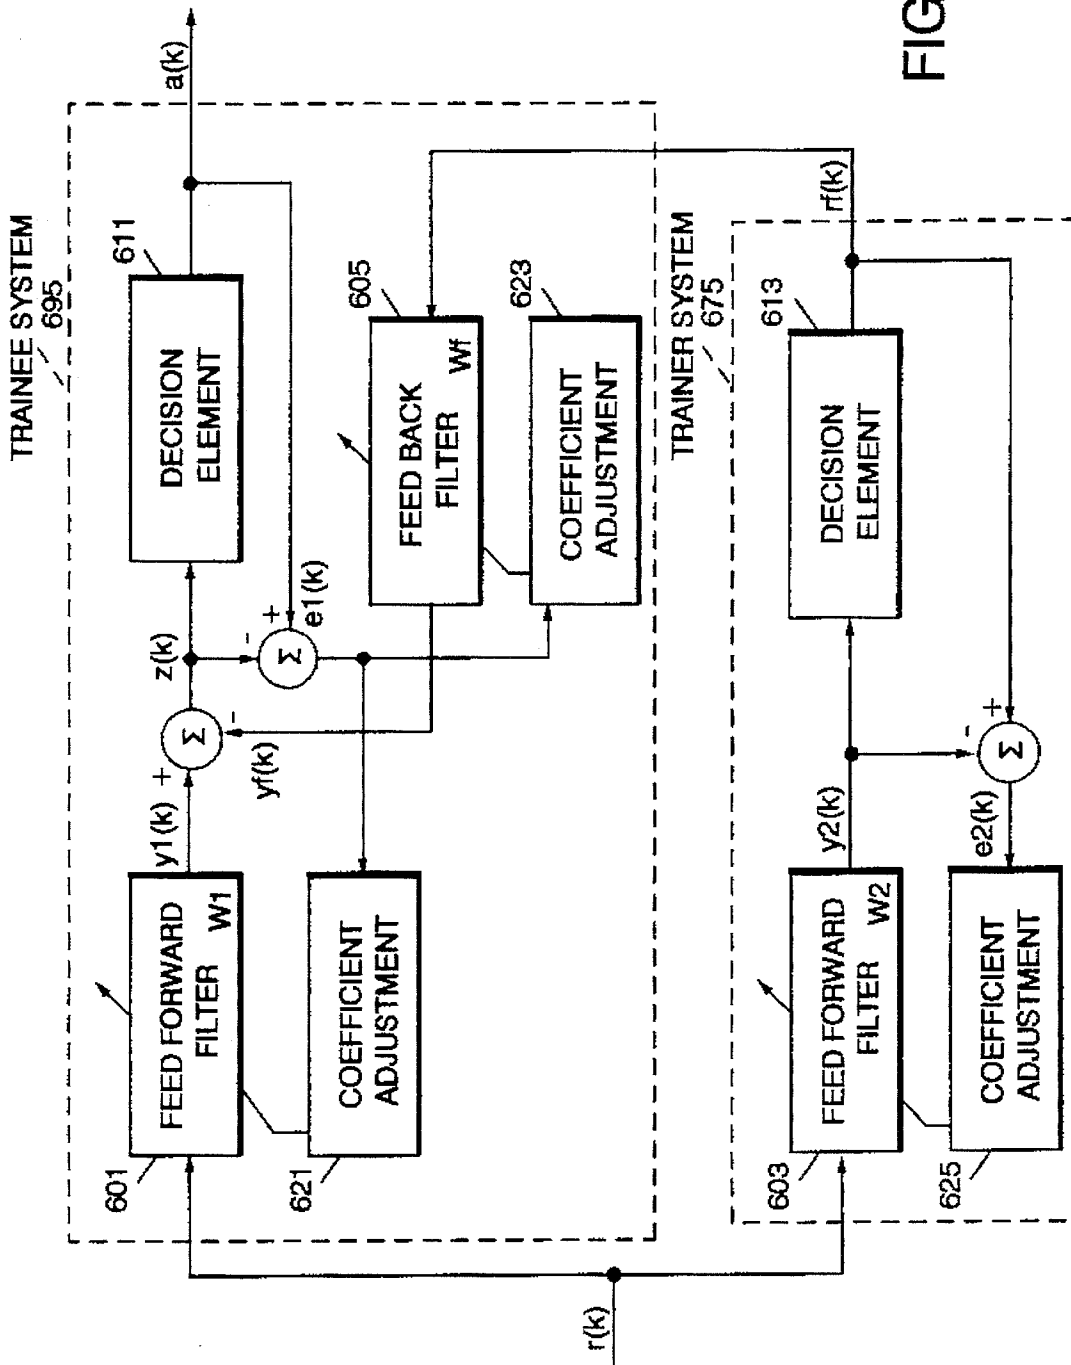 FIG
TRAINEE SYSTEM
695
a(k)
611
DECISION
ELEMENT
z(k)
-
+
e1(k)
Σ
Σ
+
-
y1(k)
yf(k)
605
FEED BACK
FILTER
Wf
623
COEFFICIENT
ADJUSTMENT
601
FEED FORWARD
FILTER
W1
621
COEFFICIENT
ADJUSTMENT
r(k)
TRAINER SYSTEM
675
rf(k)
613
DECISION
ELEMENT
y2(k)
-
+
Σ
e2(k)
603
FEED FORWARD
FILTER
W2
625
COEFFICIENT
ADJUSTMENT